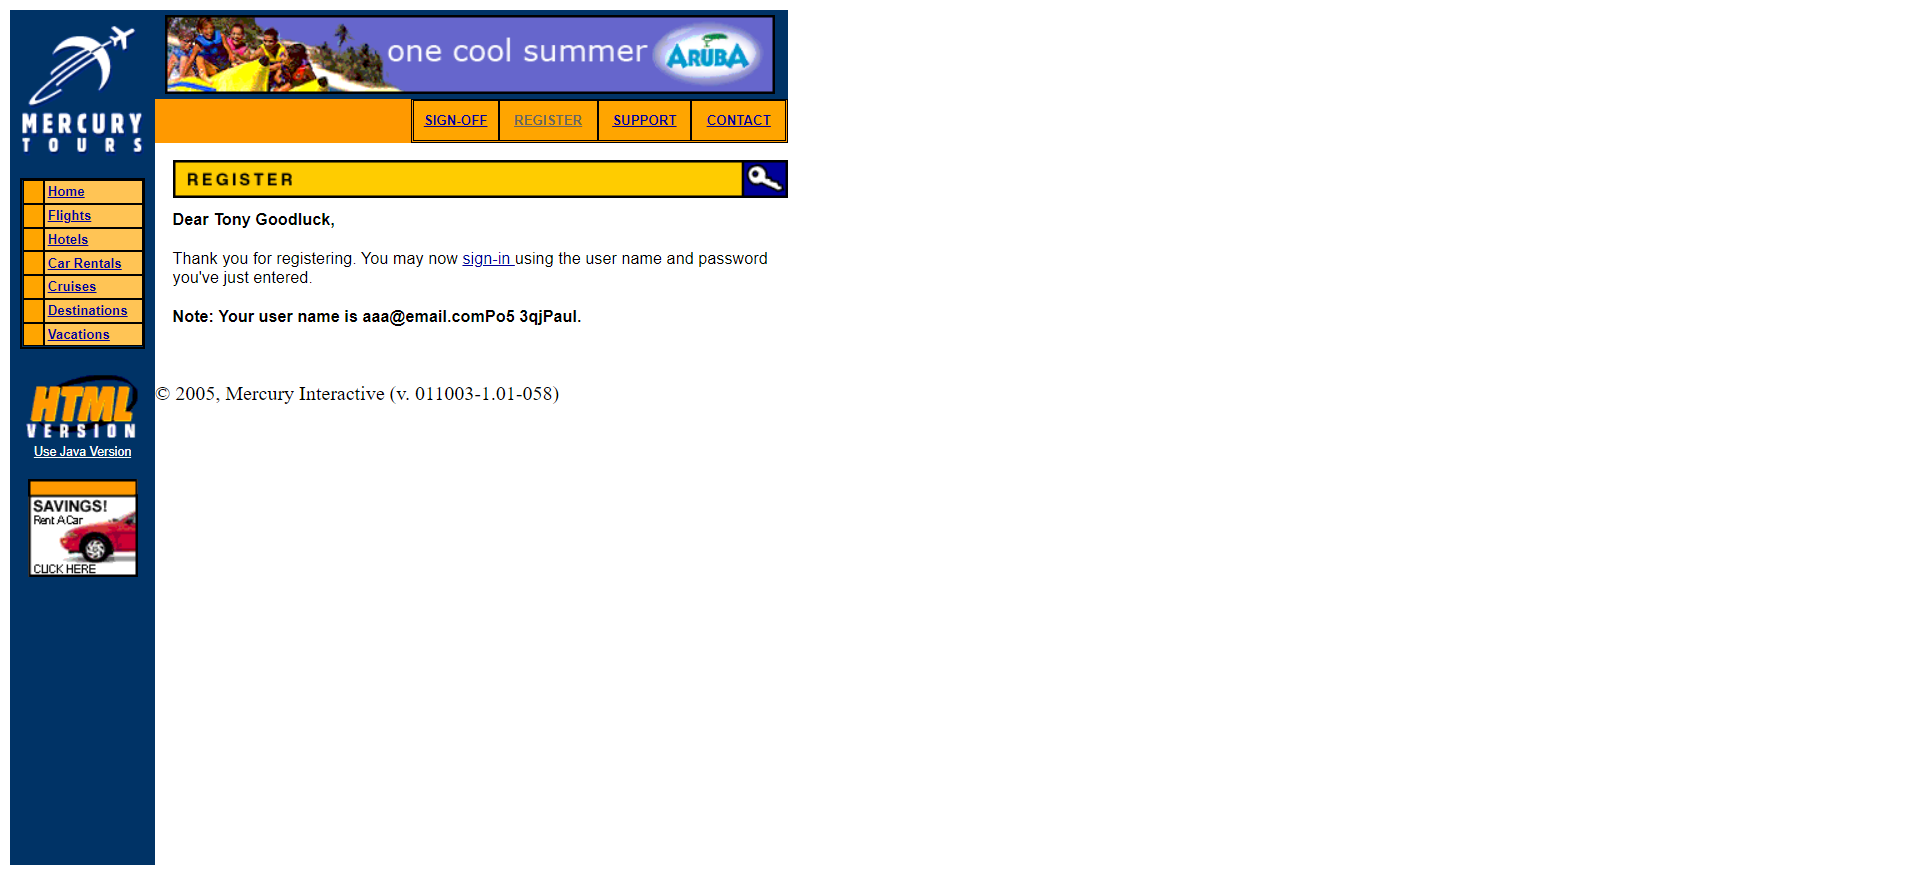 one cool summer ARUBA
MERCURY
TOURS
SIGN-OFF REGISTER SUPPORT CONTACT
REGISTER
Home
Flights
Hotels
Car Rentals
Cruises
Destinations
Vacations
Dear Tony Goodluck,
Thank you for registering. You may now sign-in using the user name and password
you've just entered.
Note: Your user name is aaa@email.comPo5 3qjPaul.
HTML
VERSION
Use Java Version
© 2005, Mercury Interactive (v. 011003-1.01-058)
SAVINGS!
Rent A Car
CLICK HERE